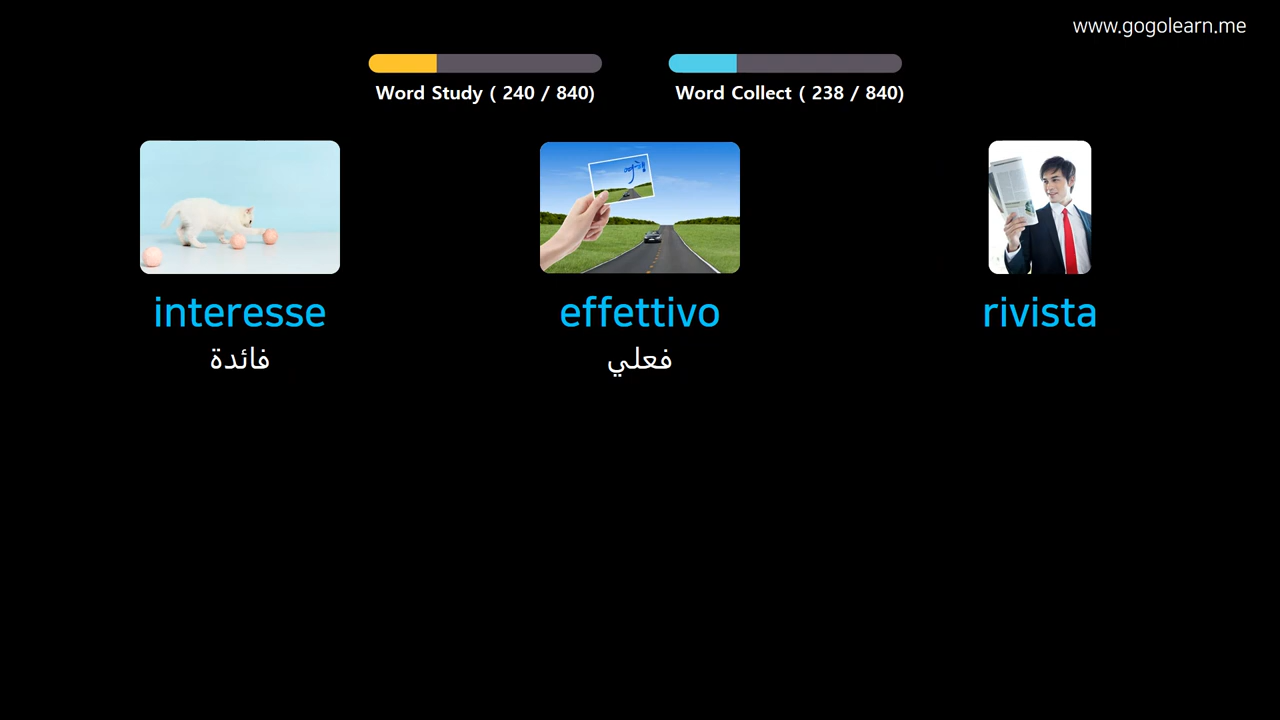 www.gogolearn.me
Word Study ( 240 / 840)
Word Collect ( 238 / 840)
interesse
effettivo
rivista
فائدة
فعلي